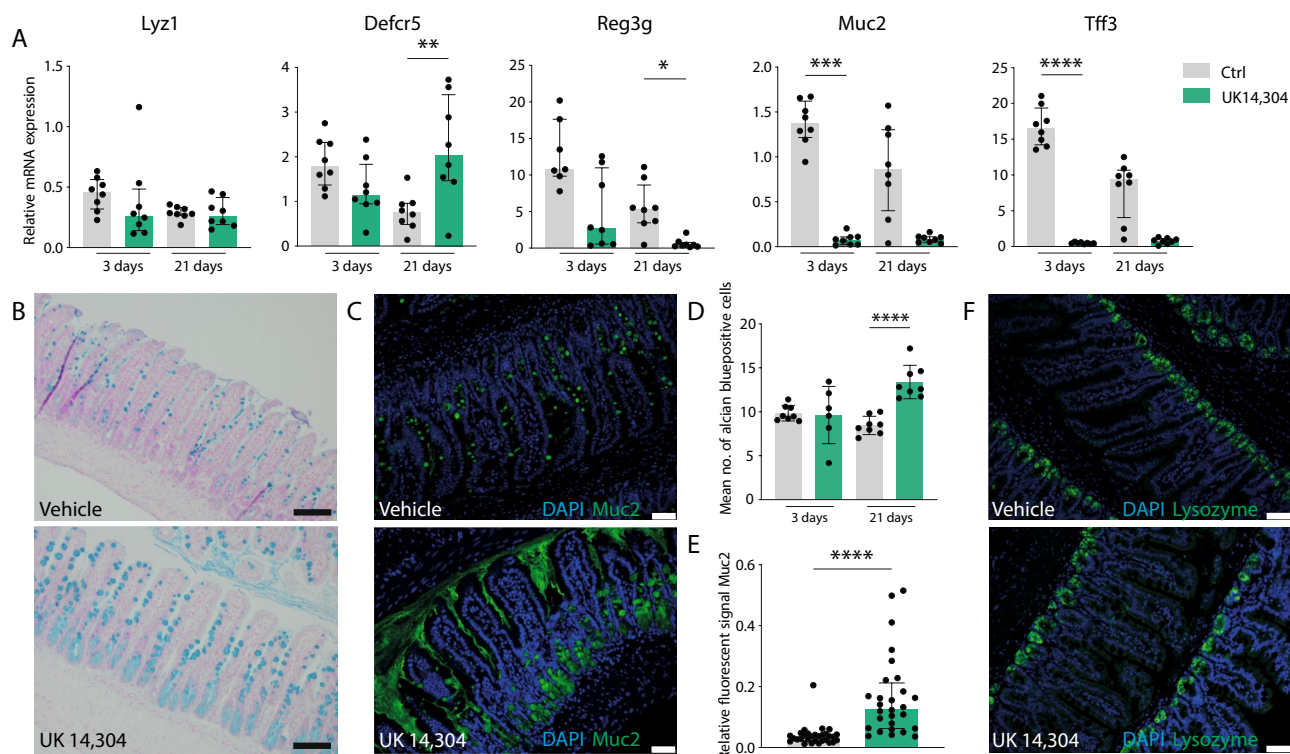 Lyz1
Defcr5
Reg3g
Muc2
Tff3
A
Relative mRNA expression
1.5
1.0
0.5
0.0
3 days
21 days
**
4
3
2
1
0
3 days
21 days
*
25
20
15
10
5
0
3 days
21 days
***
2.0
1.5
1.0
0.5
0.0
3 days
21 days
****
25
20
15
10
5
0
3 days
21 days
Ctrl
UK14,304
B
Vehicle
UK 14,304
C
Vehicle
DAPI Muc2
UK 14,304
DAPI Muc2
D
Mean no. of alcian bluepositive cells
****
20
15
10
5
0
3 days
21 days
E
Relative fluorescent signal Muc2
****
0.6
0.4
0.2
0.0
F
Vehicle
DAPI Lysozyme
UK 14,304
DAPI Lysozyme